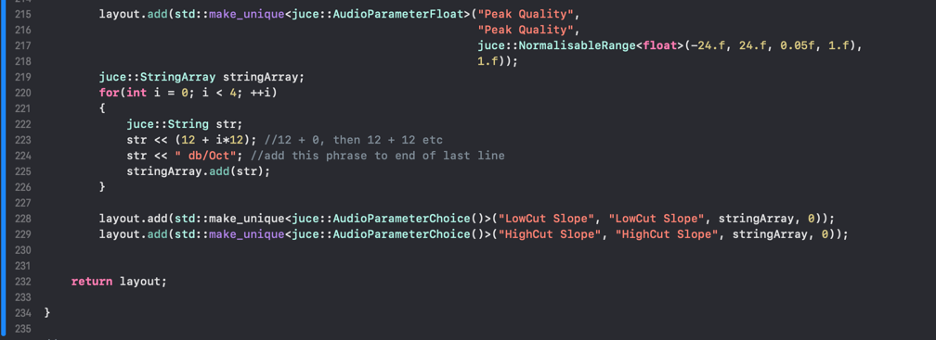 215 layout.add(std::make_unique<juce::AudioParameterFloat>("Peak Quality",
216 "Peak Quality",
217 juce::NormalisableRange<float>(-24.f, 24.f, 0.05f, 1.f),
218 1.f));
219 juce::StringArray stringArray;
220 for(int i = 0; i < 4; ++i)
221 {
222 juce::String str;
223 str << (12 + i*12); //12 + 0, then 12 + 12 etc
224 str << " db/Oct"; //add this phrase to end of last line
225 stringArray.add(str);
226 }
227
228 layout.add(std::make_unique<juce::AudioParameterChoice()>("LowCut Slope", "LowCut Slope", stringArray, 0));
229 layout.add(std::make_unique<juce::AudioParameterChoice()>("HighCut Slope", "HighCut Slope", stringArray, 0));
230
231
232 return layout;
233
234 }
235